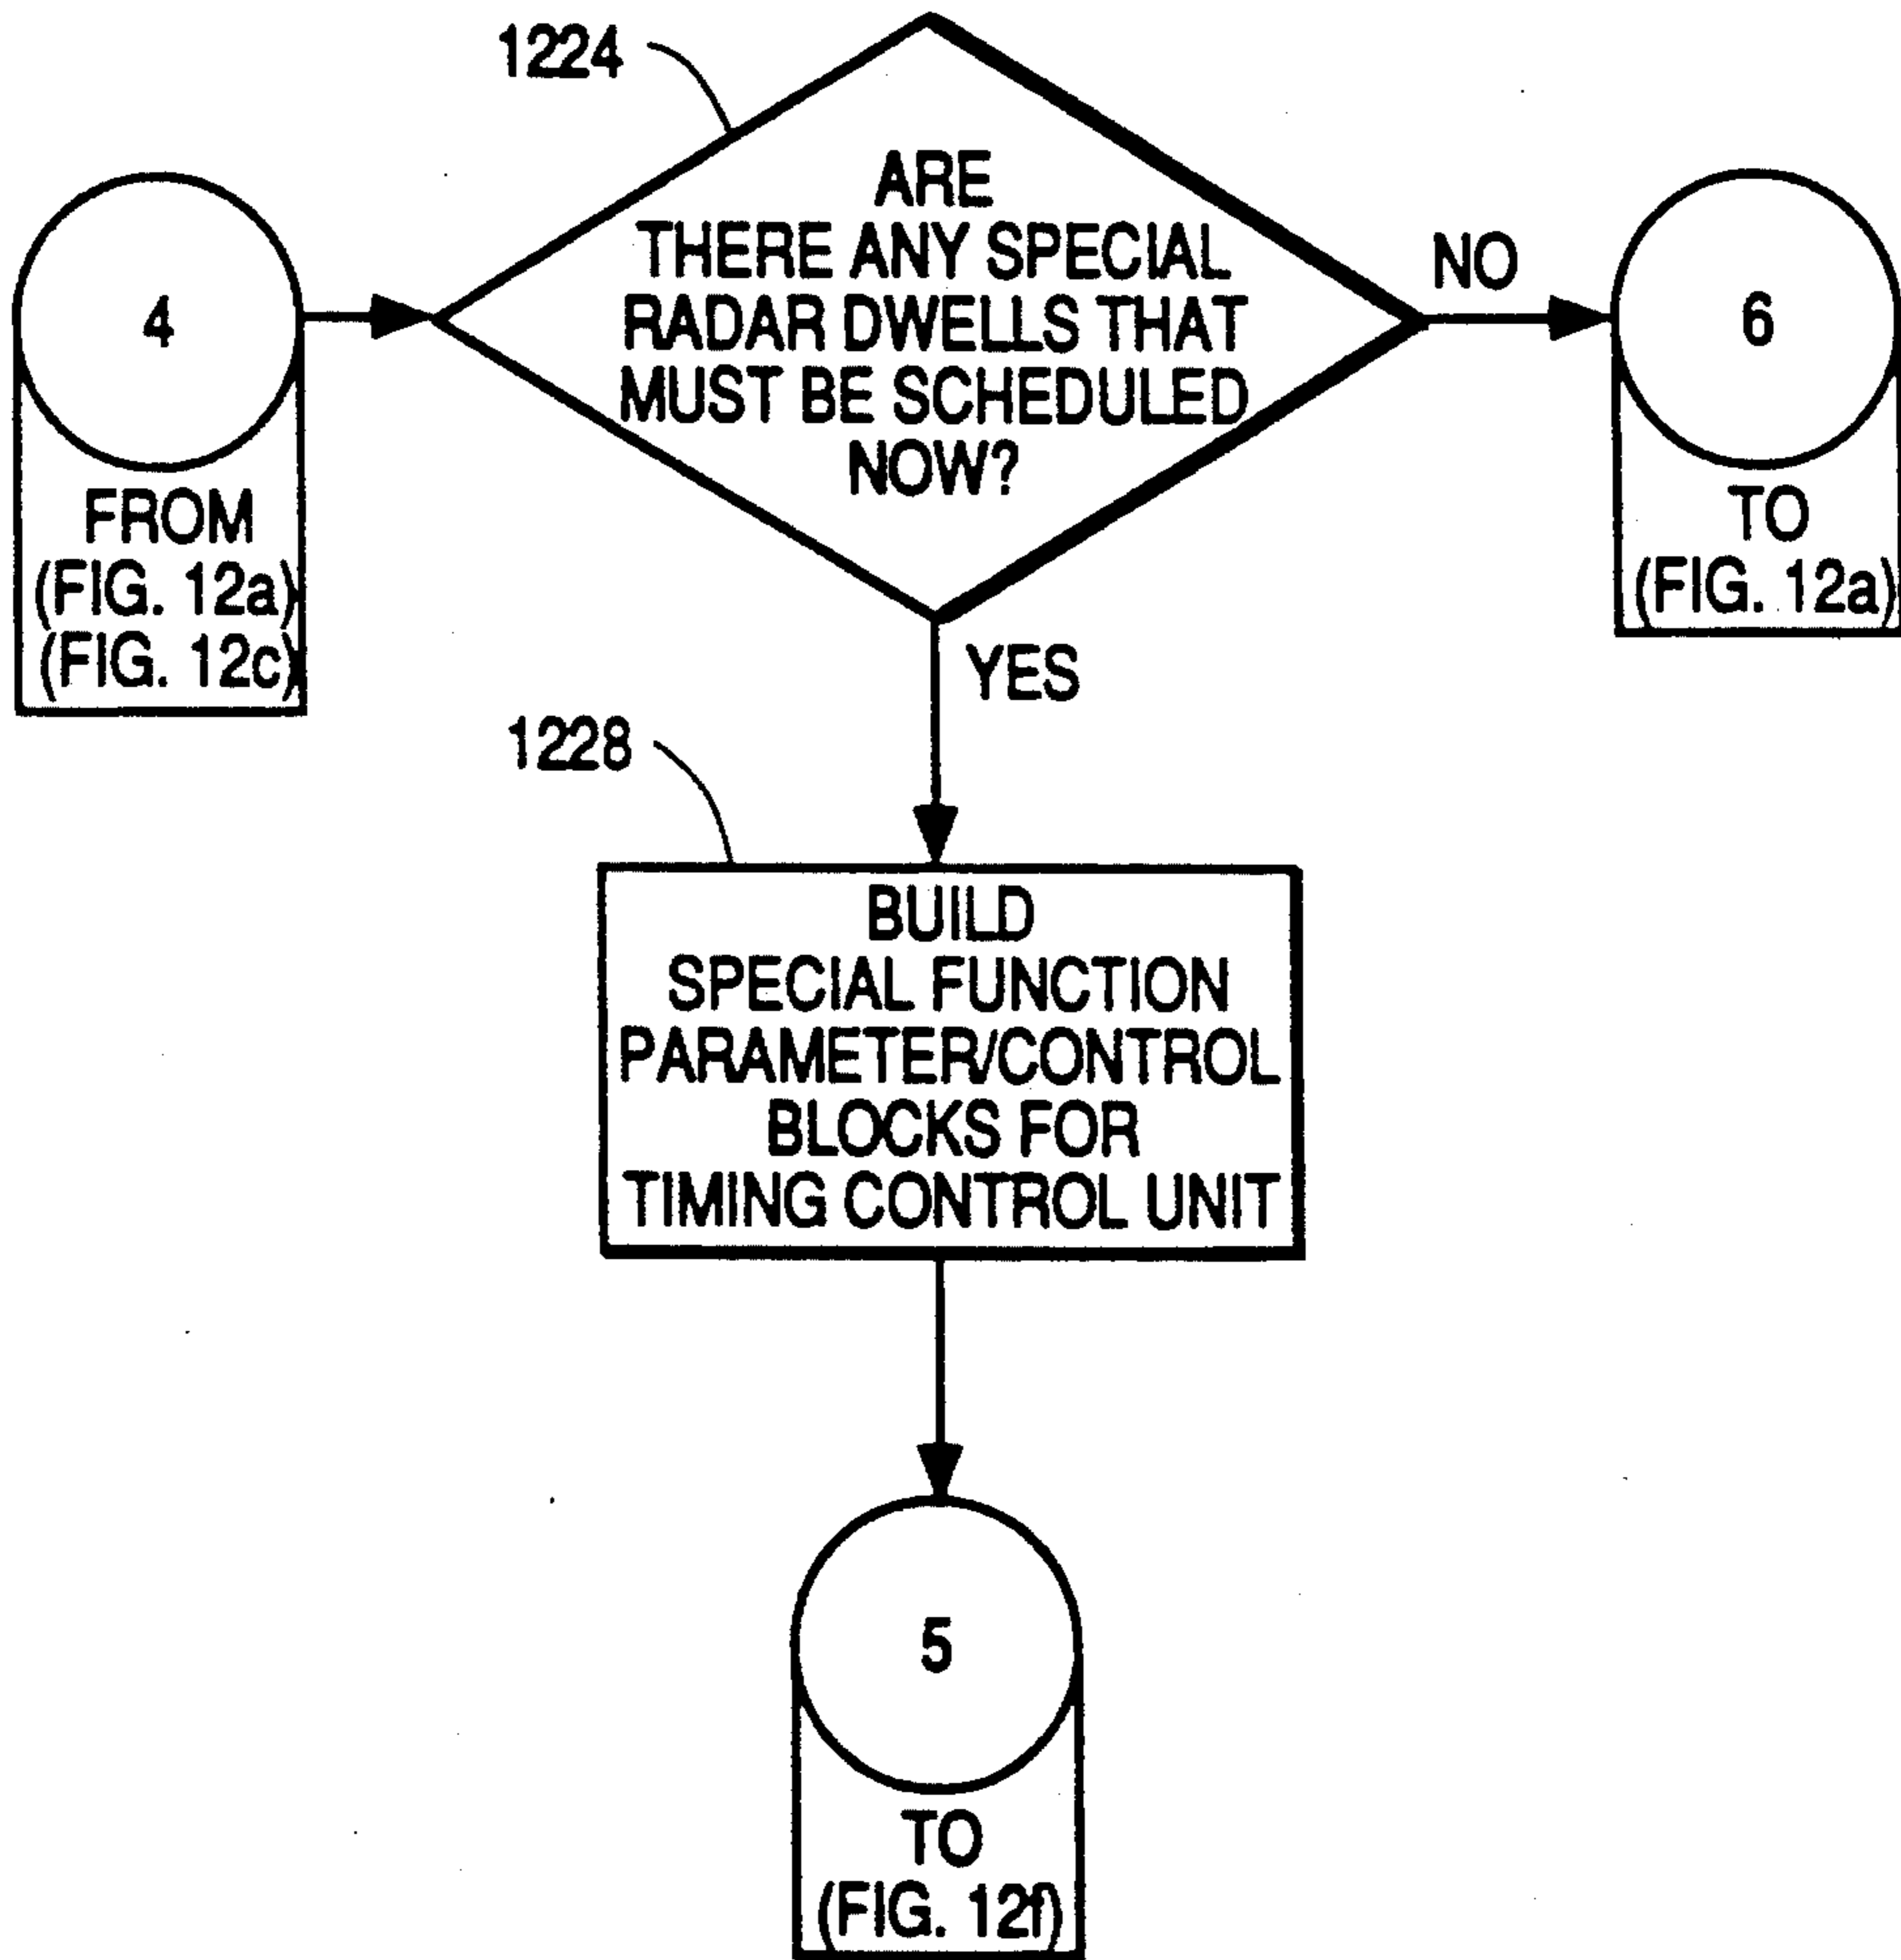 1224
ARE
THERE ANY SPECIAL
RADAR DWELLS THAT
MUST BE SCHEDULED
NOW?
4
FROM
(FIG. 12a)
(FIG. 12c)
NO
6
TO
(FIG. 12a)
YES
1228
BUILD
SPECIAL FUNCTION
PARAMETER/CONTROL
BLOCKS FOR
TIMING CONTROL UNIT
5
TO
(FIG. 12f)